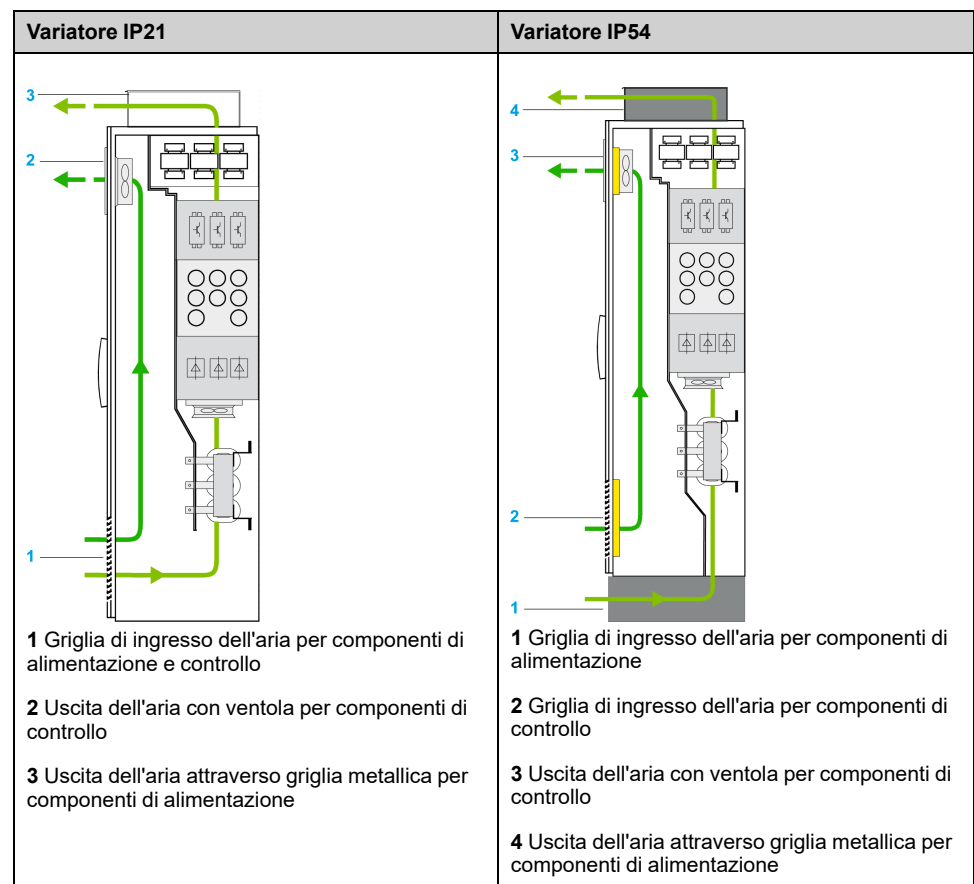 Variatore IP21
Variatore IP54
3
2
1
4
3
2
1
1 Griglia di ingresso dell'aria per componenti di
alimentazione e controllo
2 Uscita dell'aria con ventola per componenti di
controllo
3 Uscita dell'aria attraverso griglia metallica per
componenti di alimentazione
1 Griglia di ingresso dell'aria per componenti di
alimentazione
2 Griglia di ingresso dell'aria per componenti di
controllo
3 Uscita dell'aria con ventola per componenti di
controllo
4 Uscita dell'aria attraverso griglia metallica per
componenti di alimentazione